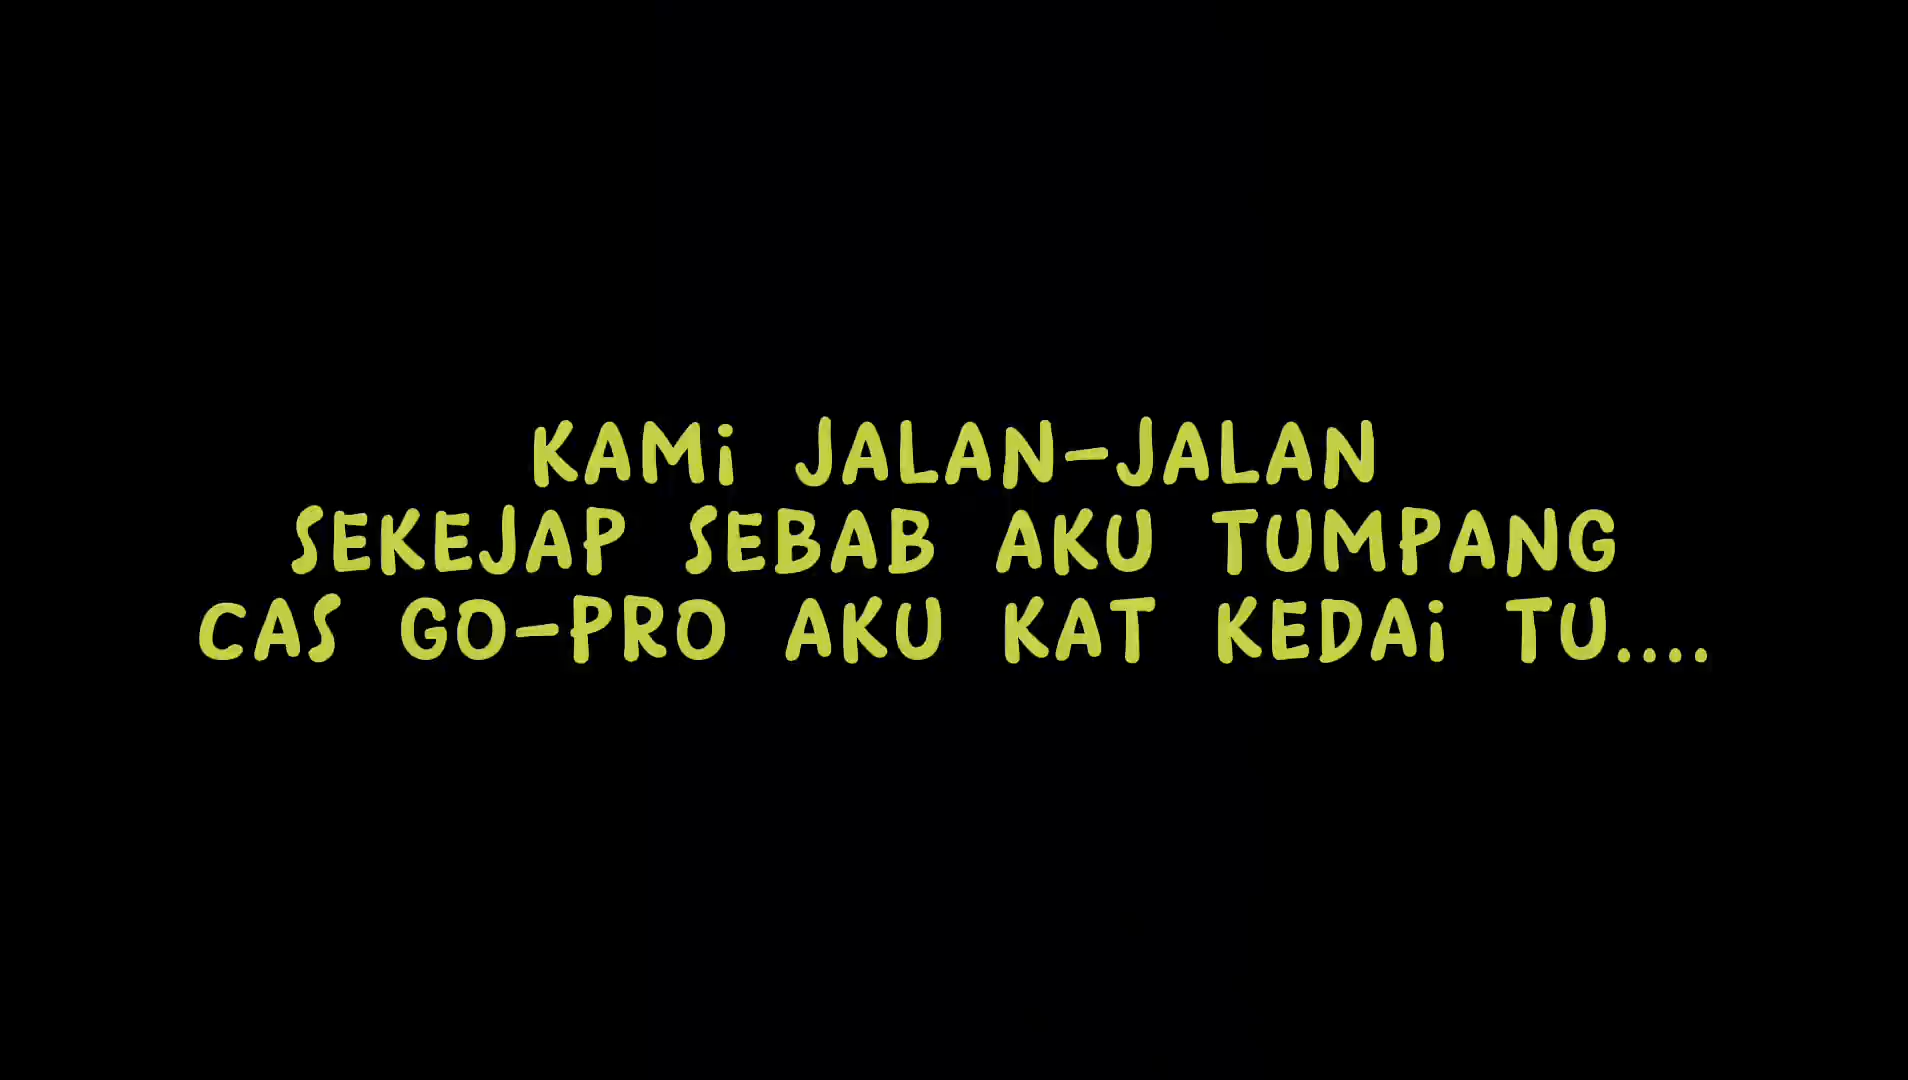 KAMi JALAN-JALAN
SEKEJAP SEBAB AKU TUMPANG
CAS GO-PRO AKU KAT KEDAi TU....